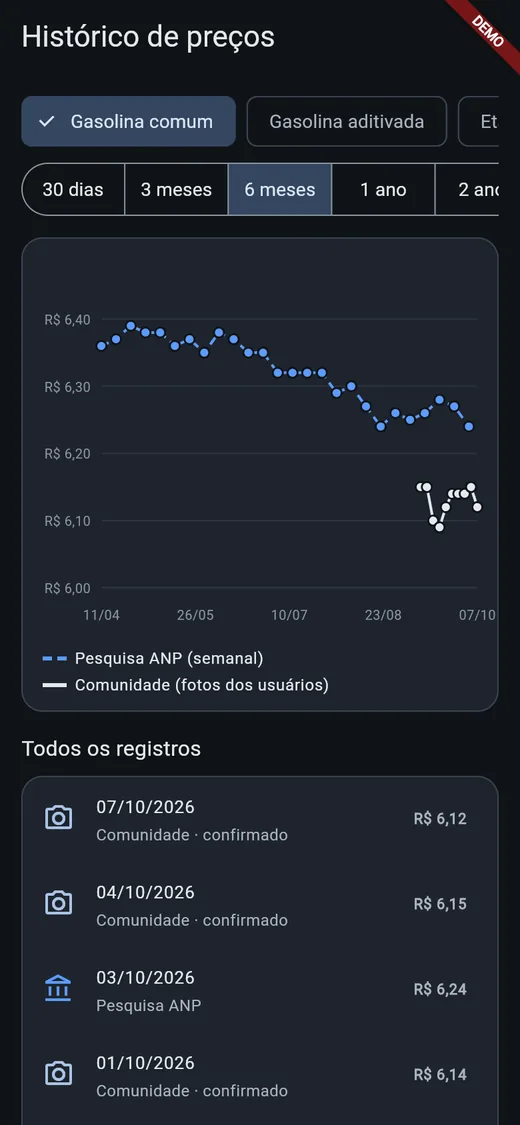 DEMO
Histórico de preços
Gasolina comum
Gasolina aditivada
30 dias
3 meses
6 meses
1 ano
R$ 6,40
R$ 6,30
R$ 6,20
R$ 6,10
R$ 6,00
11/04
26/05
10/07
23/08
07/10
Pesquisa ANP (semanal)
Comunidade (fotos dos usuários)
Todos os registros
07/10/2026
R$ 6,12
Comunidade · confirmado
04/10/2026
R$ 6,15
Comunidade · confirmado
03/10/2026
R$ 6,24
Pesquisa ANP
01/10/2026
R$ 6,14
Comunidade · confirmado